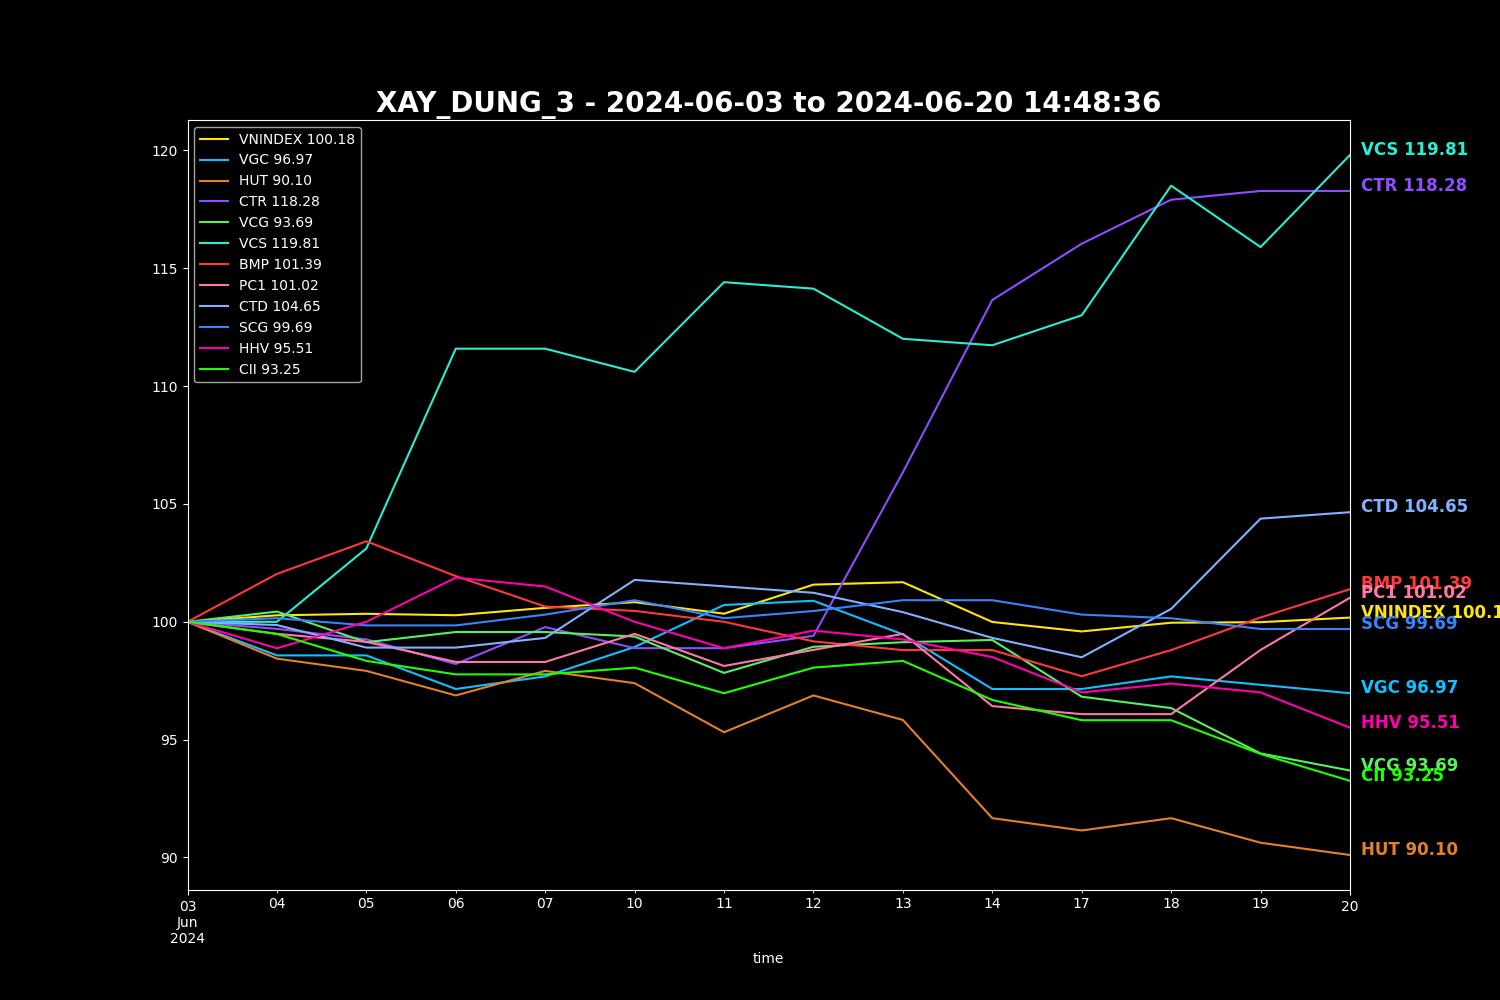 XAY_DUNG_3 - 2024-06-03 to 2024-06-20 14:48:36
VNINDEX 100.18
VGC 96.97
HUT 90.10
CTR 118.28
VCG 93.69
VCS 119.81
BMP 101.39
PC1 101.02
CTD 104.65
SCG 99.69
HHV 95.51
CII 93.25
120
115
110
105
100
95
90
VCS 119.81
CTR 118.28
CTD 104.65
BMP 101.39
PC1 101.02
VNINDEX 100.1
SCG 99.69
VGC 96.97
HHV 95.51
VCG 93.69
CII 93.25
HUT 90.10
03 04 05 06 07 10 11 12 13 14 17 18 19 20
Jun
2024
time